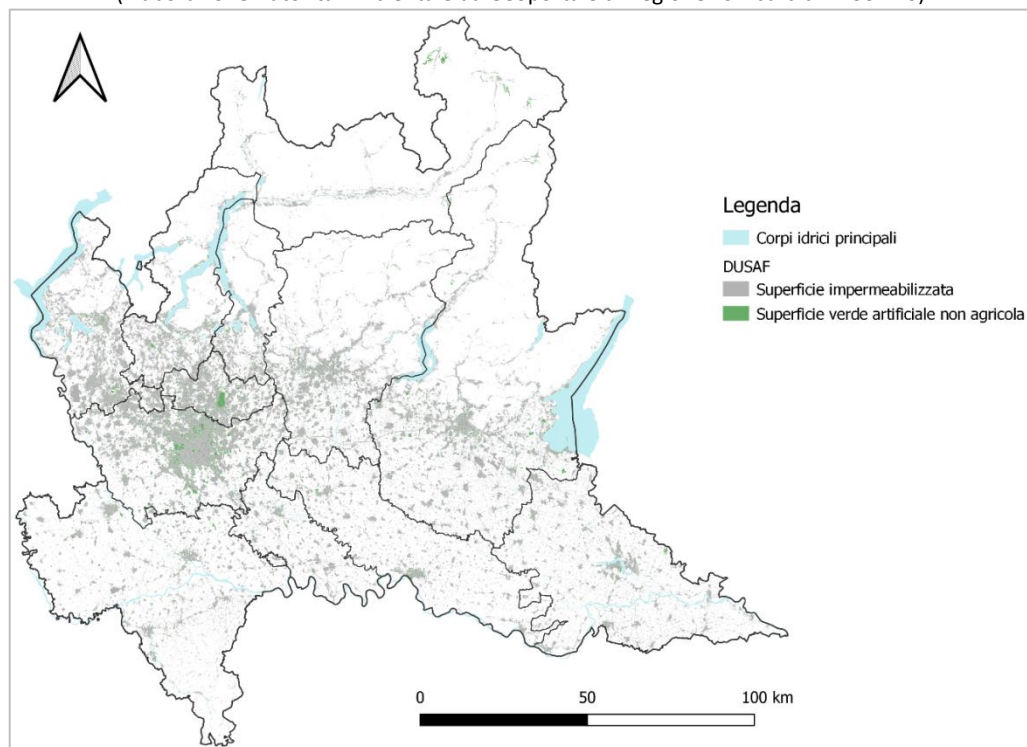 Legenda
Corpi idrici principali
DUSAF
Superficie impermeabilizzata
Superficie verde artificiale non agricola
0 50 100 km